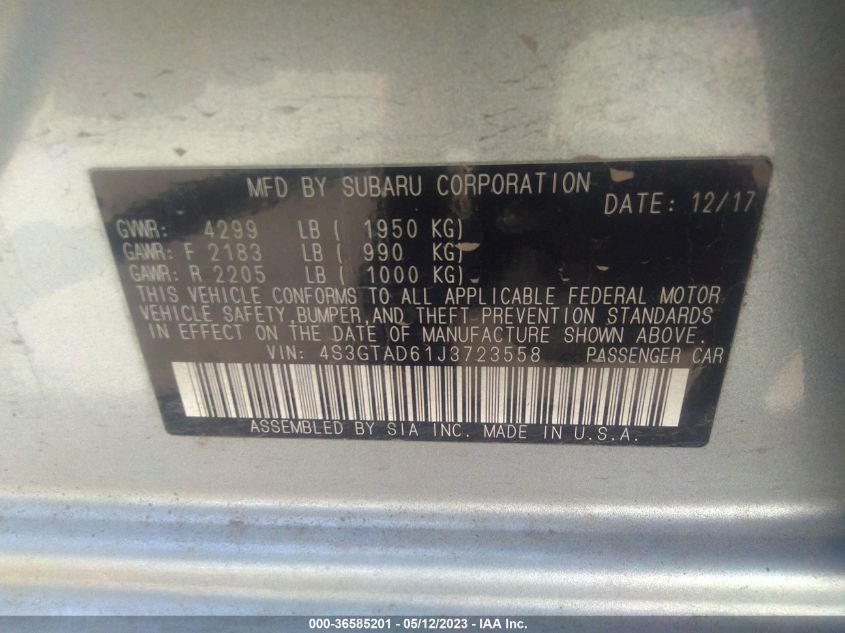 MFD BY SUBARU CORPORATION
DATE: 12/17
GVWR: 4299 LB ( 1950 KG)
GAWR: F 2183 LB ( 990 KG)
GAWR: R 2205 LB ( 1000 KG)
THIS VEHICLE CONFORMS TO ALL APPLICABLE FEDERAL MOTOR
VEHICLE SAFETY, BUMPER, AND THEFT PREVENTION STANDARDS
IN EFFECT ON THE DATE OF MANUFACTURE SHOWN ABOVE.
VIN: 4S3GTAD61J3723558 PASSENGER CAR
ASSEMBLED BY SIA INC. MADE IN U.S.A.
000-36585201 - 05/12/2023 - IAA Inc.